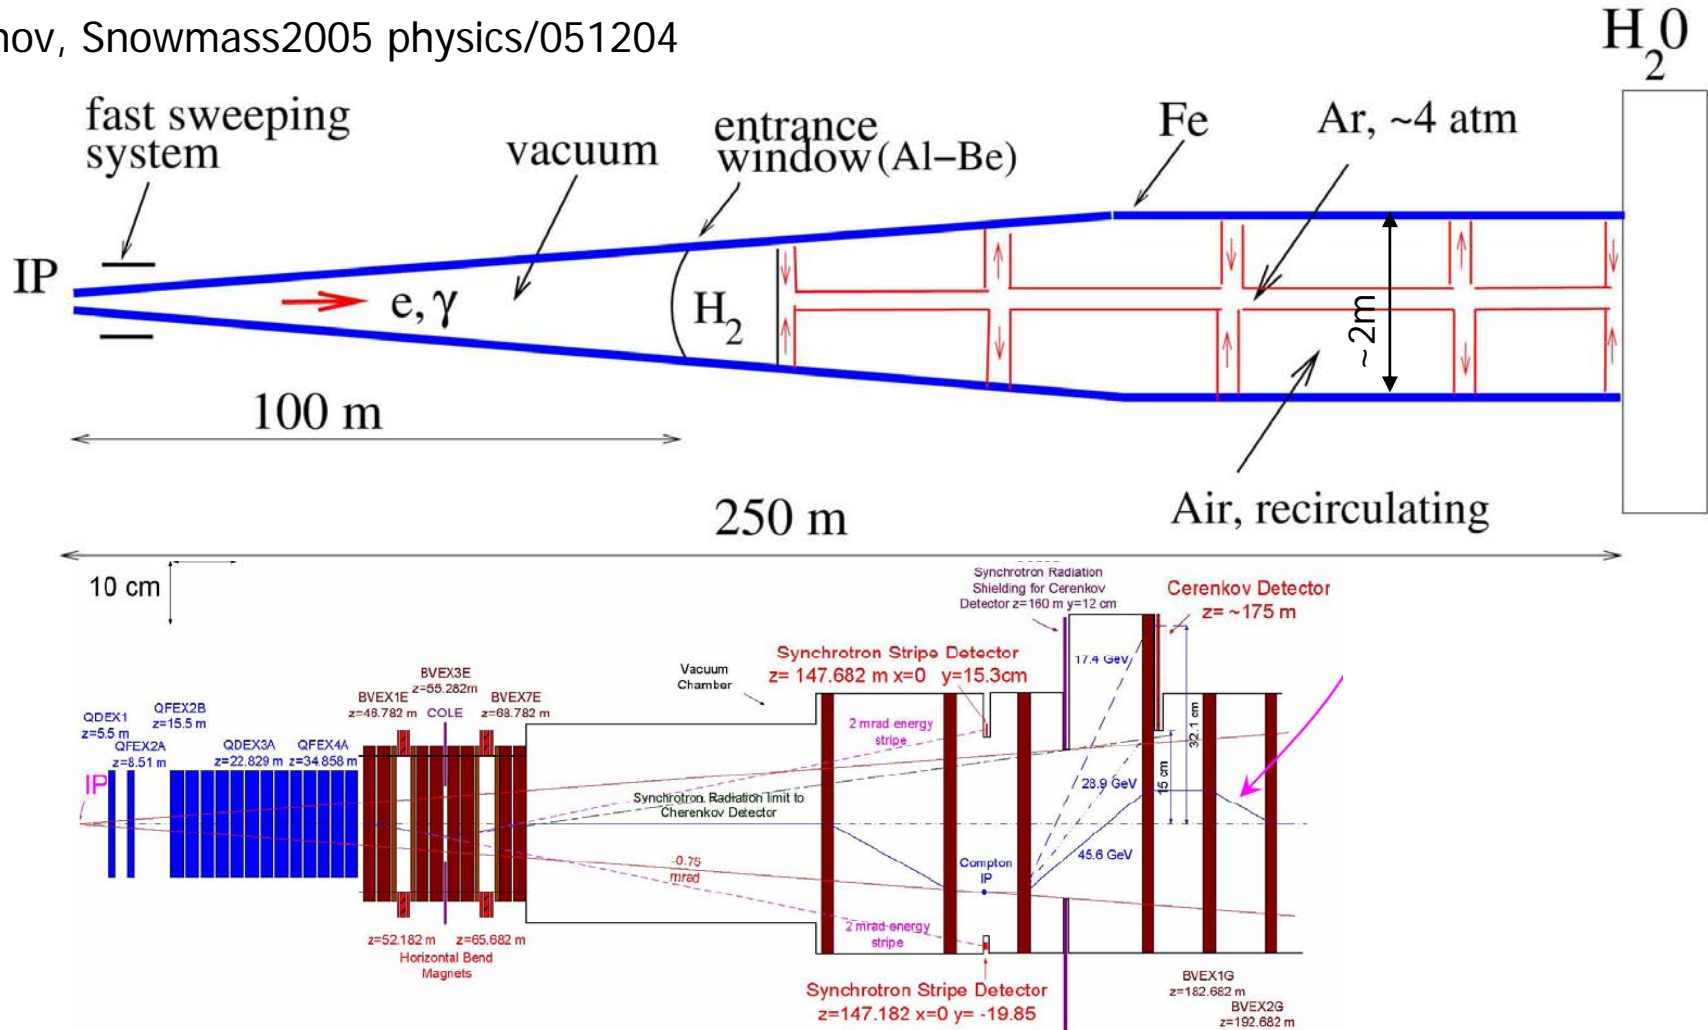 nov, Snowmass2005 physics/051204
H₂0
fast sweeping
system
vacuum
entrance
window (Al–Be)
Fe
Ar, ~4 atm
IP
e, γ
H₂
~2m
100 m
Air, recirculating
250 m
10 cm
Synchrotron Radiation
Shielding for Cerenkov
Detector z=160 m y=12 cm
Cerenkov Detector
z= ~175 m
Synchrotron Stripe Detector
z= 147.682 m x=0 y=15.3cm
Vacuum
Chamber
17.4 GeV
BVEX3E
z=55.282m
BVEX1E
z=46.782 m
COLE
BVEX7E
z=68.782 m
QFEX2B
z=15.5 m
QDEX1
z=5.5 m
QFEX2A
z=8.51 m
QDEX3A
z=22.829 m
QFEX4A
z=34.858 m
2 mrad energy
stripe
32.1 cm
15 cm
IP
28.9 GeV
Synchrotron Radiation limit to
Cherenkov Detector
45.6 GeV
-0.75
mrad
Compton
IP
2 mrad energy
stripe
z=52.182 m
z=65.682 m
Horizontal Bend
Magnets
Synchrotron Stripe Detector
z=147.182 x=0 y= -19.85
BVEX1G
z=182.682 m
BVEX2G
z=192.682 m